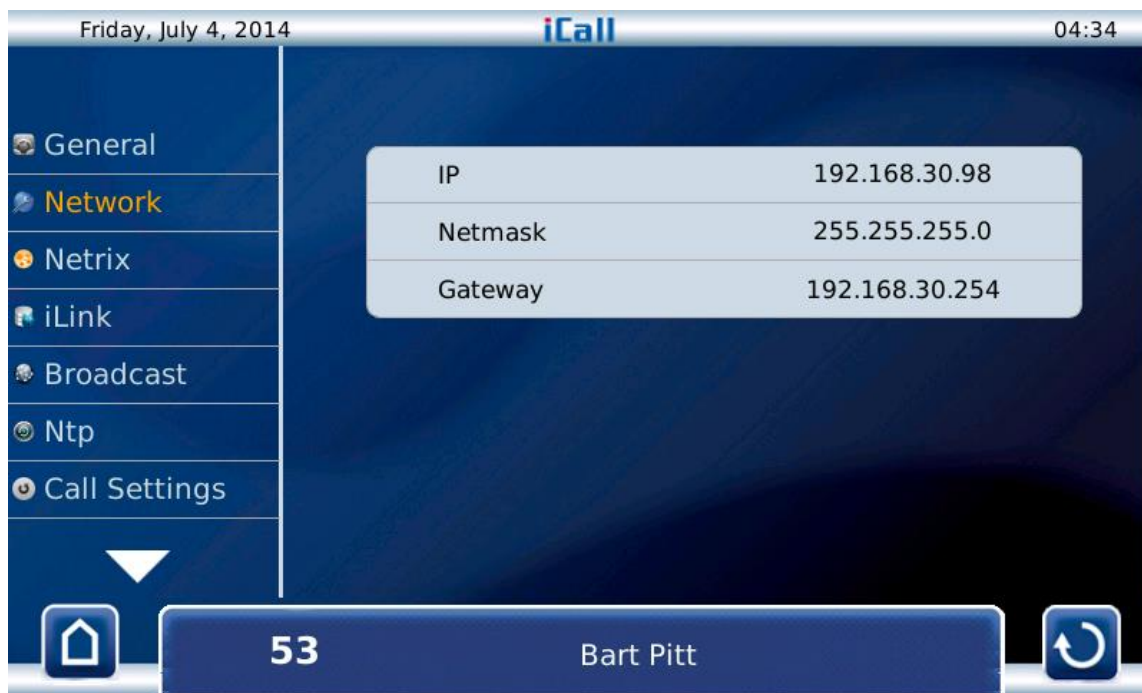 Friday, July 4, 2014 iCall 04:34
General
Network
Netrix
iLink
Broadcast
Ntp
Call Settings
IP 192.168.30.98
Netmask 255.255.255.0
Gateway 192.168.30.254
53 Bart Pitt